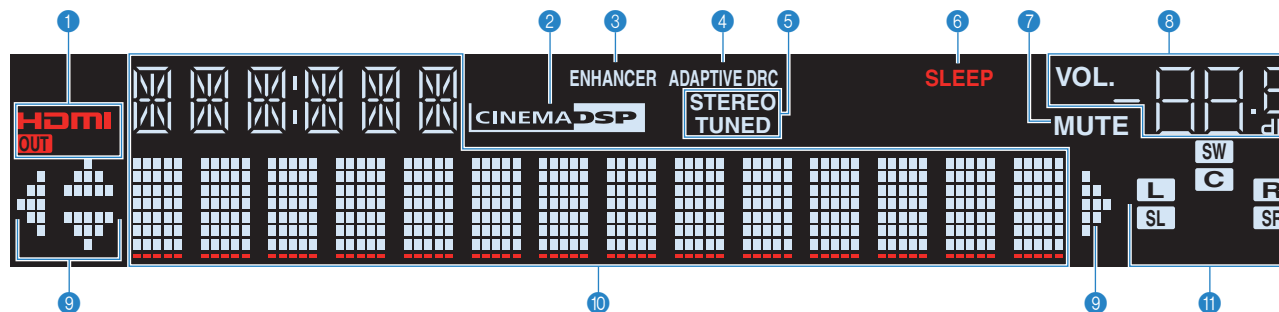 1 2 3 4 5 6 7 8
ENHANCER ADAPTIVE DRC SLEEP VOL.
HDMI OUT
CINEMA DSP
STEREO
TUNED
MUTE
SW
L C R
SL
9 10 9 11